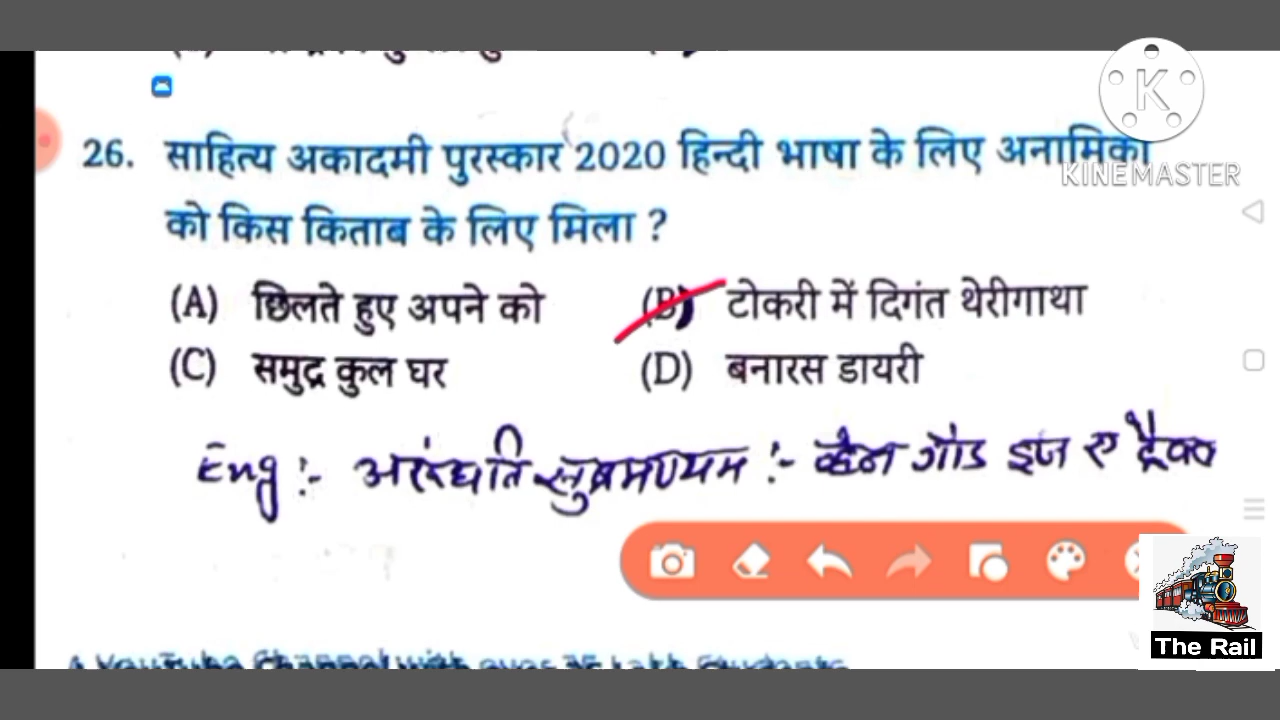 KINEMASTER
26. साहित्य अकादमी पुरस्कार 2020 हिन्दी भाषा के लिए अनामिका
को किस किताब के लिए मिला ?
(A) छिलते हुए अपने को (B) टोकरी में दिगंत थेरीगाथा
(C) समुद्र कुल घर (D) बनारस डायरी
Eng :- अरुंधति सुब्रमण्यम :- व्हेन गोड इज ए
The Rail